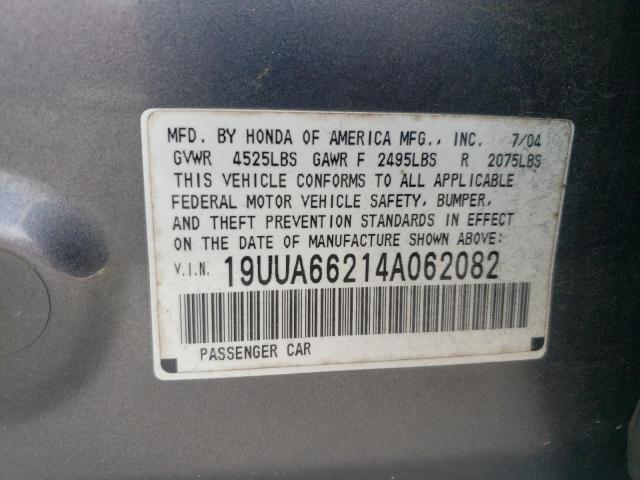 MFD. BY HONDA OF AMERICA MFG., INC. 7/04
GVWR 4525LBS GAWR F 2495LBS R 2075LBS
THIS VEHICLE CONFORMS TO ALL APPLICABLE
FEDERAL MOTOR VEHICLE SAFETY, BUMPER,
AND THEFT PREVENTION STANDARDS IN EFFECT
ON THE DATE OF MANUFACTURE SHOWN ABOVE:
V.I.N. 19UUA66214A062082
PASSENGER CAR